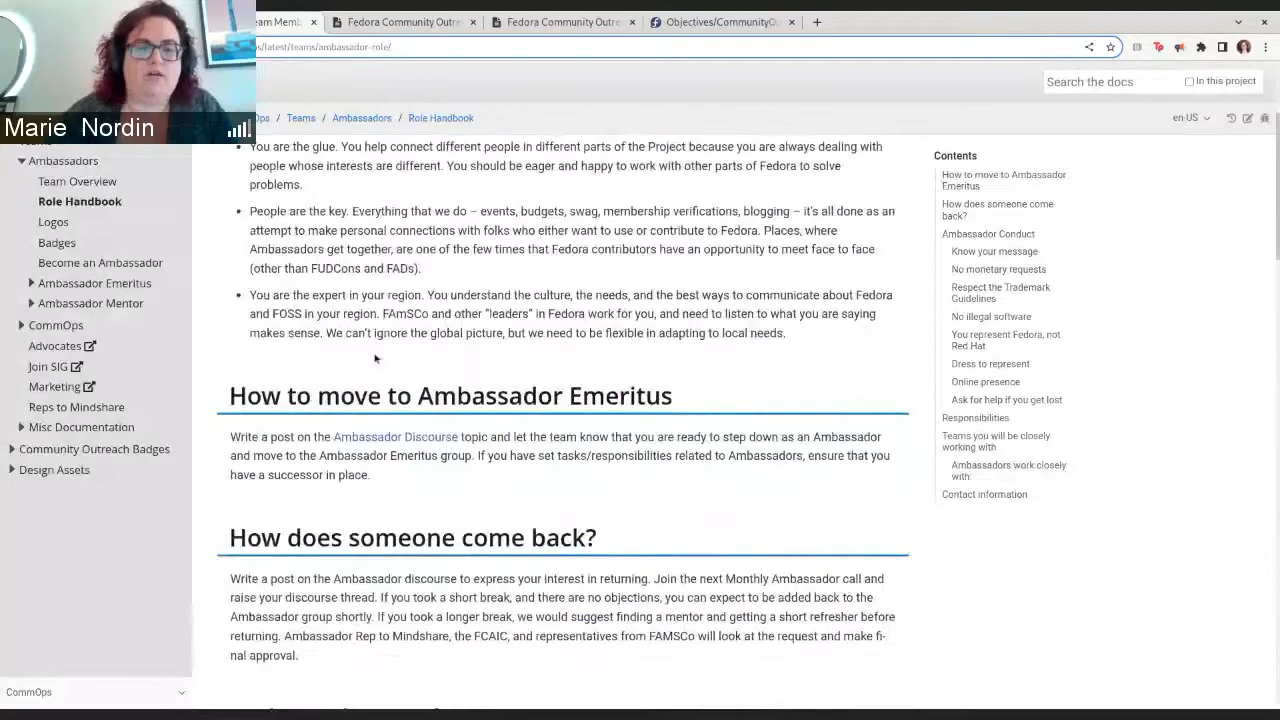 eam Memb
Fedora Community Outre
Fedora Community Outre
Objectives/CommunityOu
s/latest/teams/ambassador-role/
Search the docs
In this project
Marie Nordin
Ops / Teams / Ambassadors / Role Handbook
en-US
Ambassadors
Team Overview
Role Handbook
Logos
Badges
Become an Ambassador
Ambassador Emeritus
Ambassador Mentor
CommOps
Advocates
Join SIG
Marketing
Reps to Mindshare
Misc Documentation
Community Outreach Badges
Design Assets
CommOps
You are the glue. You help connect different people in different parts of the Project because you are always dealing with
people whose interests are different. You should be eager and happy to work with other parts of Fedora to solve
problems.
People are the key. Everything that we do – events, budgets, swag, membership verifications, blogging – it's all done as an
attempt to make personal connections with folks who either want to use or contribute to Fedora. Places, where
Ambassadors get together, are one of the few times that Fedora contributors have an opportunity to meet face to face
(other than FUDCons and FADs).
You are the expert in your region. You understand the culture, the needs, and the best ways to communicate about Fedora
and FOSS in your region. FAmSCo and other "leaders" in Fedora work for you, and need to listen to what you are saying
makes sense. We can't ignore the global picture, but we need to be flexible in adapting to local needs.
How to move to Ambassador Emeritus
Write a post on the Ambassador Discourse topic and let the team know that you are ready to step down as an Ambassador
and move to the Ambassador Emeritus group. If you have set tasks/responsibilities related to Ambassadors, ensure that you
have a successor in place.
How does someone come back?
Write a post on the Ambassador discourse to express your interest in returning. Join the next Monthly Ambassador call and
raise your discourse thread. If you took a short break, and there are no objections, you can expect to be added back to the
Ambassador group shortly. If you took a longer break, we would suggest finding a mentor and getting a short refresher before
returning. Ambassador Rep to Mindshare, the FCAIC, and representatives from FAMSCo will look at the request and make fi-
nal approval.
Contents
How to move to Ambassador
Emeritus
How does someone come
back?
Ambassador Conduct
Know your message
No monetary requests
Respect the Trademark
Guidelines
No illegal software
You represent Fedora, not
Red Hat
Dress to represent
Online presence
Ask for help if you get lost
Responsibilities
Teams you will be closely
working with
Ambassadors work closely
with:
Contact information